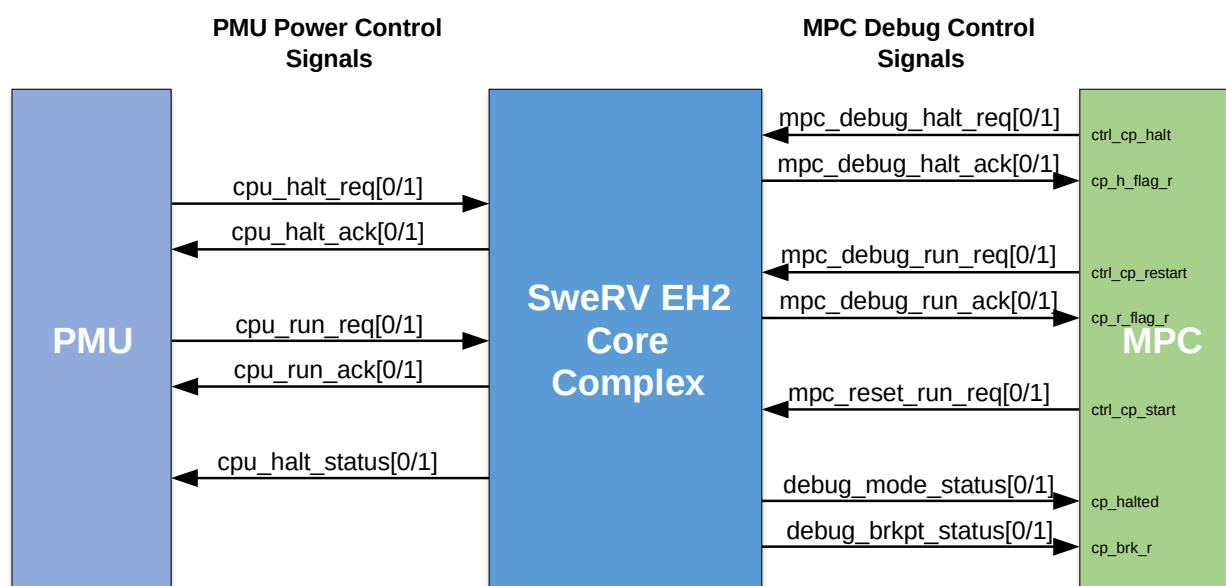 PMU Power Control
Signals
MPC Debug Control
Signals
PMU
cpu_halt_req[0/1]
cpu_halt_ack[0/1]
cpu_run_req[0/1]
cpu_run_ack[0/1]
cpu_halt_status[0/1]
SweRV EH2
Core
Complex
mpc_debug_halt_req[0/1]
mpc_debug_halt_ack[0/1]
mpc_debug_run_req[0/1]
mpc_debug_run_ack[0/1]
mpc_reset_run_req[0/1]
debug_mode_status[0/1]
debug_brkpt_status[0/1]
ctrl_cp_halt
cp_h_flag_r
ctrl_cp_restart
cp_r_flag_r
MPC
ctrl_cp_start
cp_halted
cp_brk_r